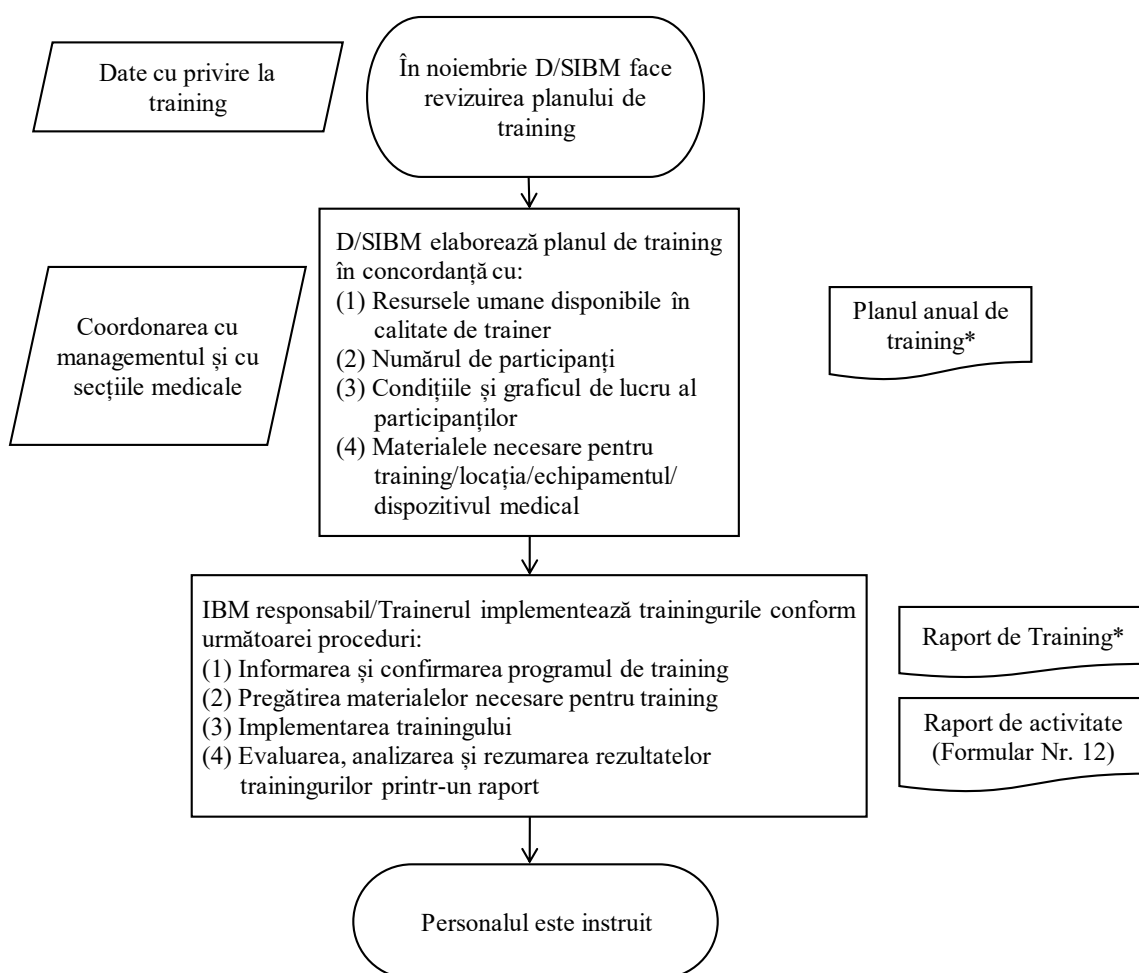 Date cu privire la
training
În noiembrie D/SIBM face
revizuirea planului de
training
D/SIBM elaborează planul de training
în concordanță cu:
(1) Resursele umane disponibile în
calitate de trainer
(2) Numărul de participanți
(3) Condițiile și graficul de lucru al
participanților
(4) Materialele necesare pentru
training/locația/echipamentul/
dispozitivul medical
Coordonarea cu
managementul și cu
secțiile medicale
Planul anual de
training*
IBM responsabil/Trainerul implementează trainingurile conform
următoarei proceduri:
(1) Informarea și confirmarea programul de training
(2) Pregătirea materialelor necesare pentru training
(3) Implementarea trainingului
(4) Evaluarea, analizarea și rezumarea rezultatelor
trainingurilor printr-un raport
Raport de Training*
Raport de activitate
(Formular Nr. 12)
Personalul este instruit